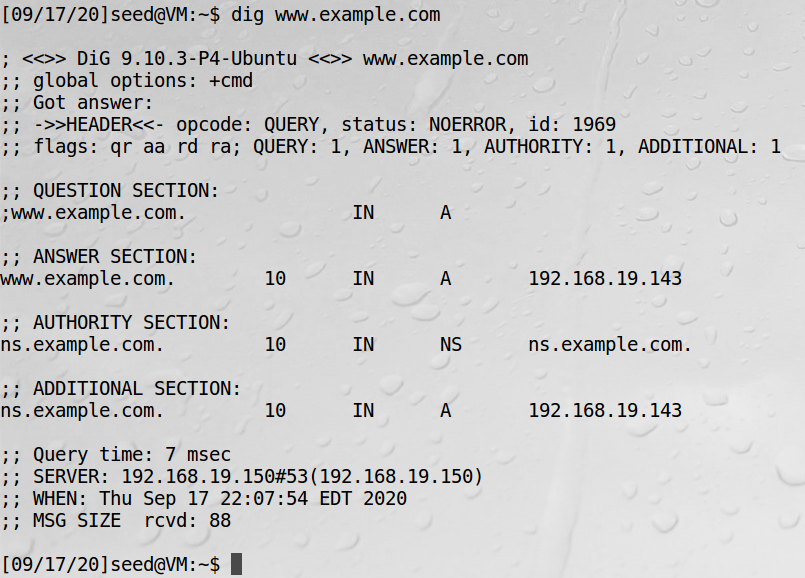 [09/17/20]seed@VM:~$ dig www.example.com
; <<>> DiG 9.10.3-P4-Ubuntu <<>> www.example.com
;; global options: +cmd
;; Got answer:
;; ->>HEADER<<- opcode: QUERY, status: NOERROR, id: 1969
;; flags: qr aa rd ra; QUERY: 1, ANSWER: 1, AUTHORITY: 1, ADDITIONAL: 1
;; QUESTION SECTION:
;www.example.com. IN A
;; ANSWER SECTION:
www.example.com. 10 IN A 192.168.19.143
;; AUTHORITY SECTION:
ns.example.com. 10 IN NS ns.example.com.
;; ADDITIONAL SECTION:
ns.example.com. 10 IN A 192.168.19.143
;; Query time: 7 msec
;; SERVER: 192.168.19.150#53(192.168.19.150)
;; WHEN: Thu Sep 17 22:07:54 EDT 2020
;; MSG SIZE rcvd: 88
[09/17/20]seed@VM:~$